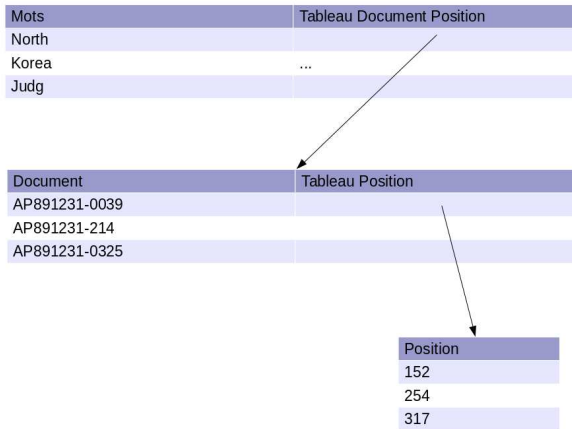 Mots Tableau Document Position
North
Korea ...
Judg
Document Tableau Position
AP891231-0039
AP891231-214
AP891231-0325
Position
152
254
317